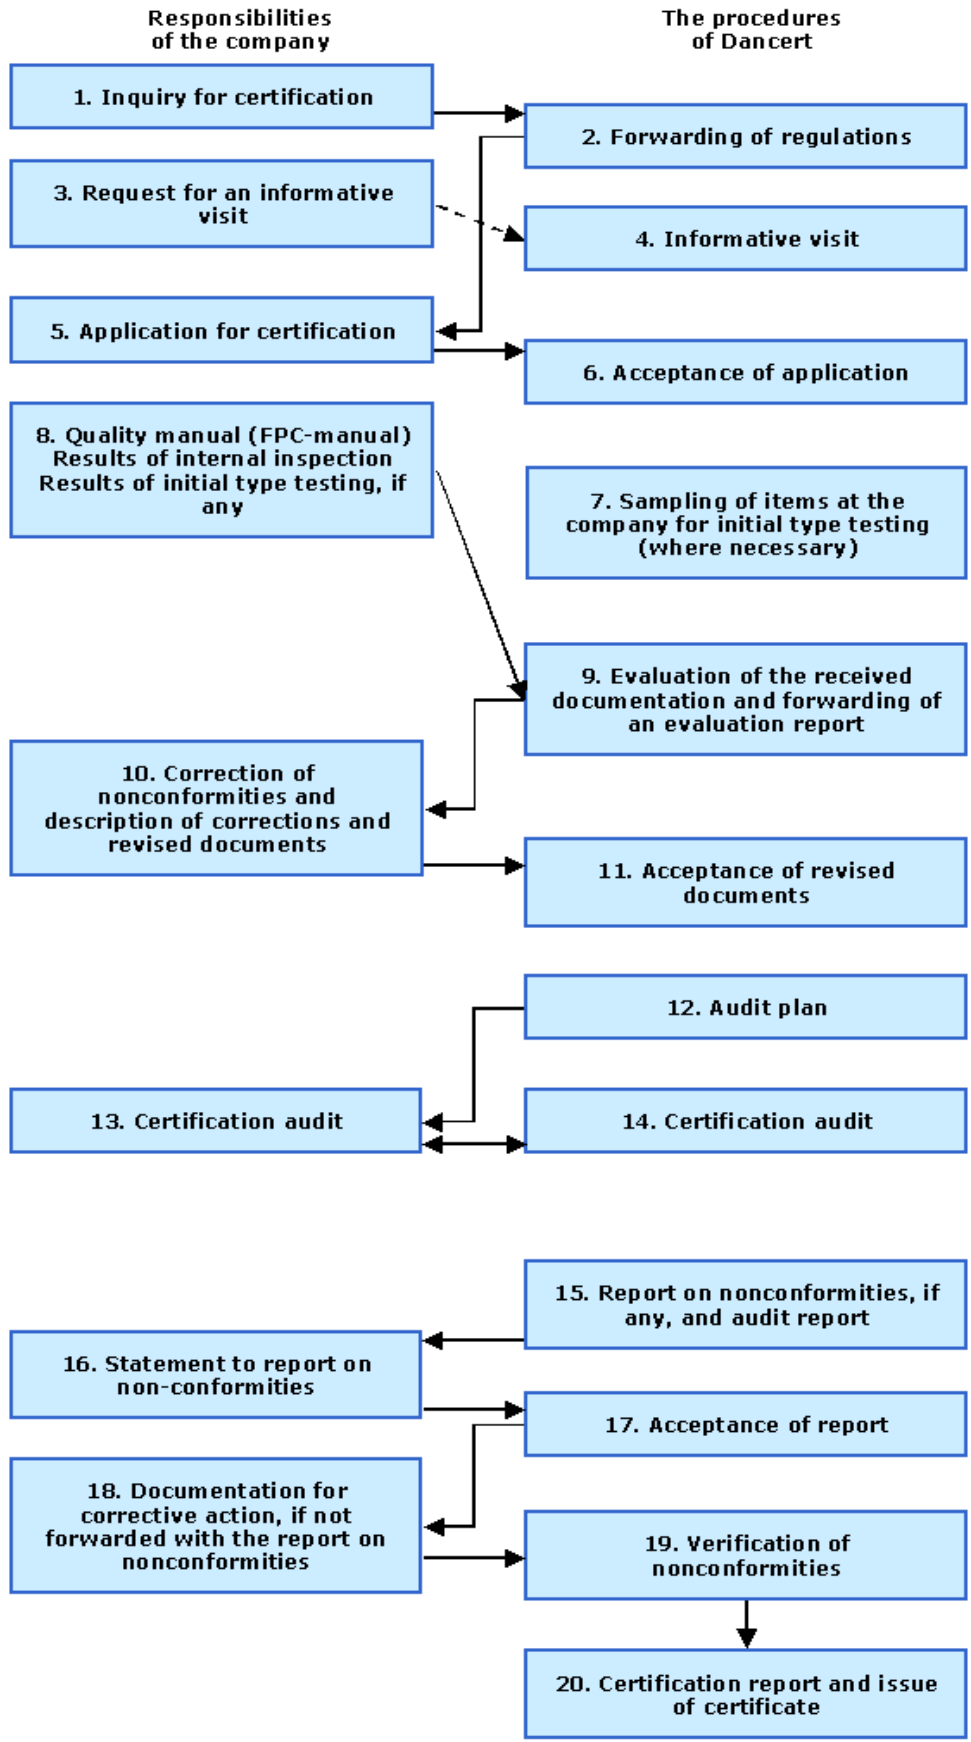 Responsibilities
of the company
The procedures
of Dancert
1. Inquiry for certification
2. Forwarding of regulations
3. Request for an informative
visit
4. Informative visit
5. Application for certification
6. Acceptance of application
8. Quality manual (FPC-manual)
Results of internal inspection
Results of initial type testing, if
any
7. Sampling of items at the
company for initial type testing
(where necessary)
9. Evaluation of the received
documentation and forwarding of
an evaluation report
10. Correction of
nonconformities and
description of corrections and
revised documents
11. Acceptance of revised
documents
12. Audit plan
13. Certification audit
14. Certification audit
15. Report on nonconformities, if
any, and audit report
16. Statement to report on
non-conformities
17. Acceptance of report
18. Documentation for
corrective action, if not
forwarded with the report on
nonconformities
19. Verification of
nonconformities
20. Certification report and issue
of certificate